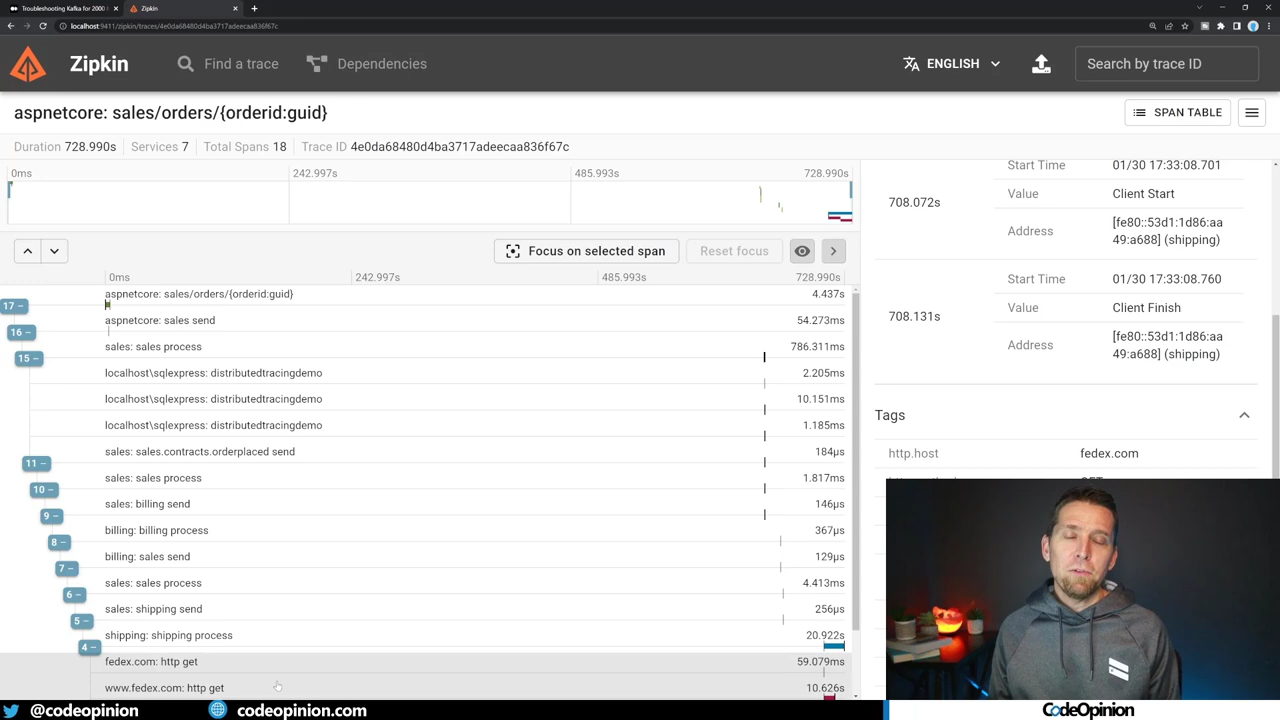 Troubleshooting Kafka for 2000
Zipkin
localhost:9411/zipkin/traces/4e0da68480d4ba3717adeecaa836f67c
Zipkin
Find a trace
Dependencies
ENGLISH
Search by trace ID
aspnetcore: sales/orders/{orderid:guid}
SPAN TABLE
Duration 728.990s Services 7 Total Spans 18 Trace ID 4e0da68480d4ba3717adeecaa836f67c
0ms 242.997s 485.993s 728.990s
Focus on selected span
Reset focus
0ms 242.997s 485.993s 728.990s
aspnetcore: sales/orders/{orderid:guid} 4.437s
17 −
aspnetcore: sales send 54.273ms
16 −
sales: sales process 786.311ms
15 −
localhost\sqlexpress: distributedtracingdemo 2.205ms
localhost\sqlexpress: distributedtracingdemo 10.151ms
localhost\sqlexpress: distributedtracingdemo 1.185ms
sales: sales.contracts.orderplaced send 184µs
11 −
sales: sales process 1.817ms
10 −
sales: billing send 146µs
9 −
billing: billing process 367µs
8 −
billing: sales send 129µs
7 −
sales: sales process 4.413ms
6 −
sales: shipping send 256µs
5 −
shipping: shipping process 20.922s
4 −
fedex.com: http get 59.079ms
www.fedex.com: http get 10.626s
Start Time 01/30 17:33:08.701
708.072s
Value Client Start
Address [fe80::53d1:1d86:aa
49:a688] (shipping)
Start Time 01/30 17:33:08.760
708.131s
Value Client Finish
Address [fe80::53d1:1d86:aa
49:a688] (shipping)
Tags
http.host fedex.com
@codeopinion
codeopinion.com
CodeOpinion